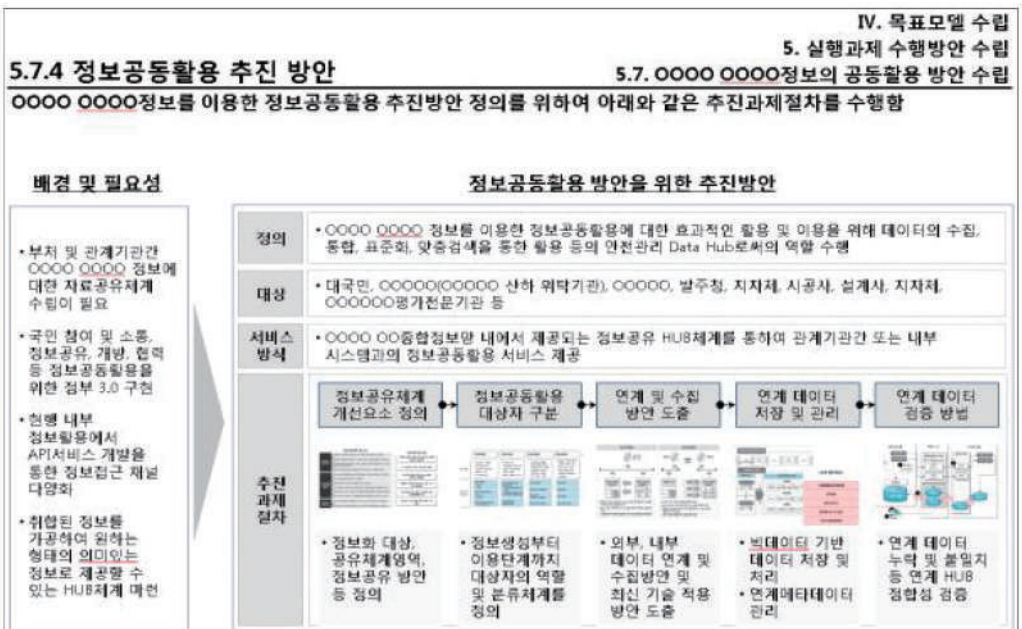 Ⅳ. 목표모델 수립
5. 실행과제 수행방안 수립
5.7.4 정보공동활용 추진 방안
5.7. OOOO OOOO정보의 공동활용 방안 수립
OOOO OOOO정보를 이용한 정보공동활용 추진방안 정의를 위하여 아래와 같은 추진과제절차를 수행함
배경 및 필요성
• 부처 및 관계기관간
OOOO OOOO 정보에
대한 자료공유체계
수립이 필요
• 국민 참여 및 소통,
정보공유, 개방, 협력
등 정보공동활용을
위한 정부 3.0 구현
• 현행 내부
정보활용에서
API서비스 개발을
통한 정보접근 채널
다양화
• 취합된 정보를
가공하여 원하는
형태의 의미있는
정보로 제공할 수
있는 HUB체계 마련
정보공동활용 방안을 위한 추진방안
정의
• OOOO OOOO 정보를 이용한 정보공동활용에 대한 효과적인 활용 및 이용을 위해 데이터의 수집,
통합, 표준화, 맞춤검색을 통한 활용 등의 안전관리 Data Hub로써의 역할 수행
대상
• 대국민, OOOOO(OOOOO 산하 위탁기관), OOOOO, 발주청, 지자체, 시공사, 설계사, 지자체,
OOOOOO평가전문기관 등
서비스
방식
• OOOO OO종합정보망 내에서 제공되는 정보공유 HUB체계를 통하여 관계기관간 또는 내부
시스템과의 정보공동활용 서비스 제공
추진
과제
절차
정보공유체계
개선요소 정의
정보공동활용
대상자 구분
연계 및 수집
방안 도출
연계 데이터
저장 및 관리
연계 데이터
검증 방법
• 정보화 대상,
공유체계영역,
정보공유 방안
등 정의
• 정보생성부터
이용단계까지
대상자의 역할
및 분류체계를
정의
• 외부, 내부
데이터 연계 및
수집방안 및
최신 기술 적용
방안 도출
• 빅데이터 기반
데이터 저장 및
처리
• 연계메타데이터
관리
• 연계 데이터
누락 및 불일치
등 연계 HUB
정합성 검증